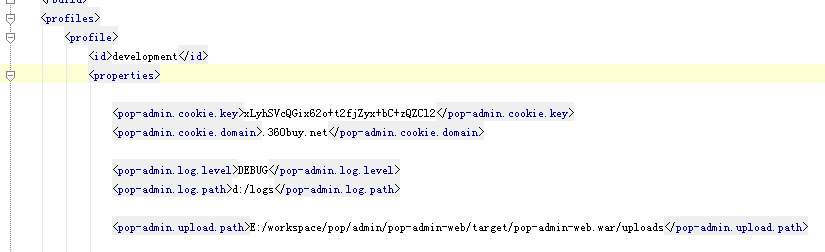 <profiles>
<profile>
<id>development</id>
<properties>
<pop-admin.cookie.key>xLyhSVcQGix62o+t2fjZyx+bC+zQZCl2</pop-admin.cookie.key>
<pop-admin.cookie.domain>.360buy.net</pop-admin.cookie.domain>
<pop-admin.log.level>DEBUG</pop-admin.log.level>
<pop-admin.log.path>d:/logs</pop-admin.log.path>
<pop-admin.upload.path>E:/workspace/pop/admin/pop-admin-web/target/pop-admin-web.war/uploads</pop-admin.upload.path>